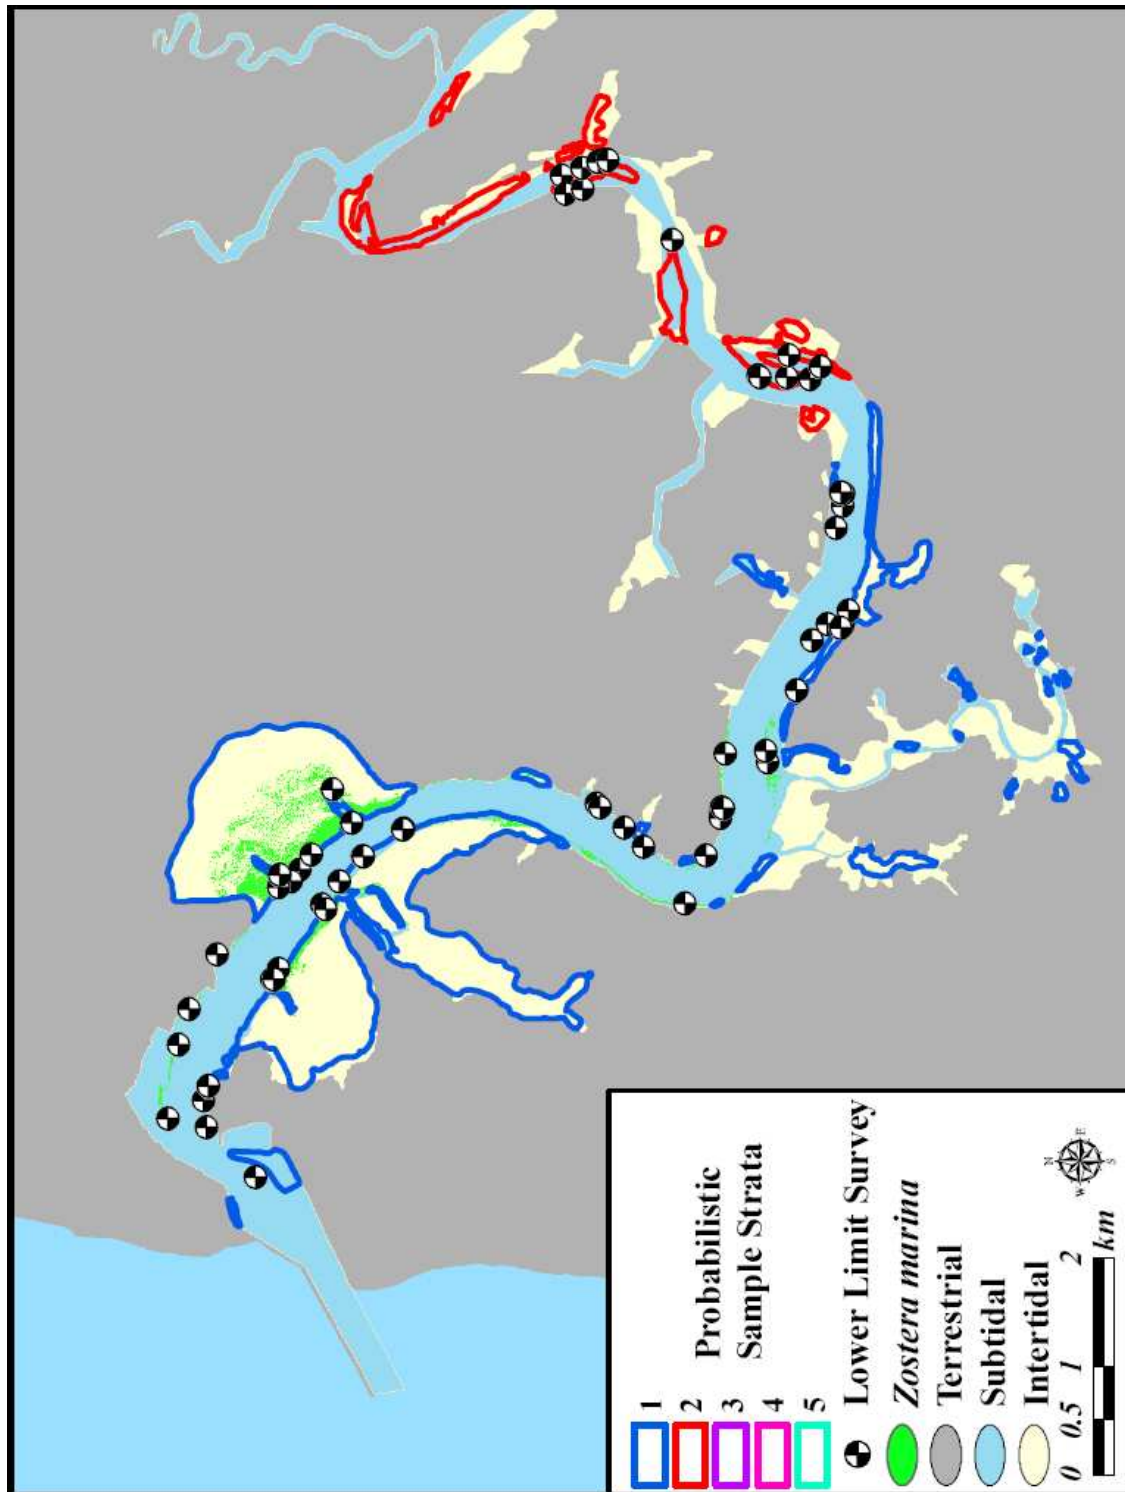 1
2
3
4
5
Probabilistic
Sample Strata
Lower Limit Survey
Zostera marina
Terrestrial
Subtidal
Intertidal
N
W E
S
0 0.5 1 2
km